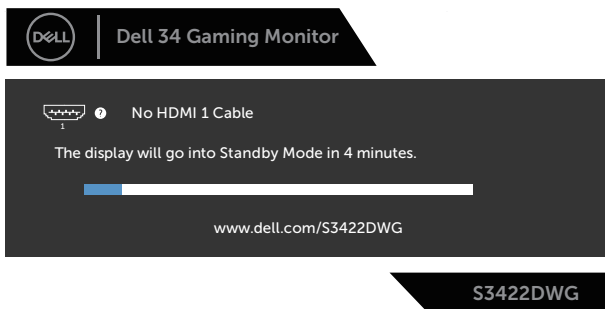 DELL
Dell 34 Gaming Monitor
? No HDMI 1 Cable
1
The display will go into Standby Mode in 4 minutes.
www.dell.com/S3422DWG
S3422DWG